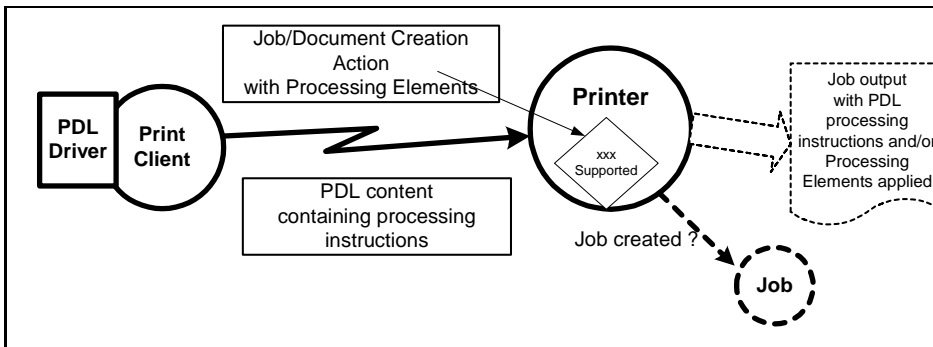 Job/Document Creation
Action
with Processing Elements
PDL
Driver
Print
Client
PDL content
containing processing
instructions
Printer
xxx
Supported
Job created ?
Job
Job output
with PDL
processing
instructions and/or
Processing
Elements applied